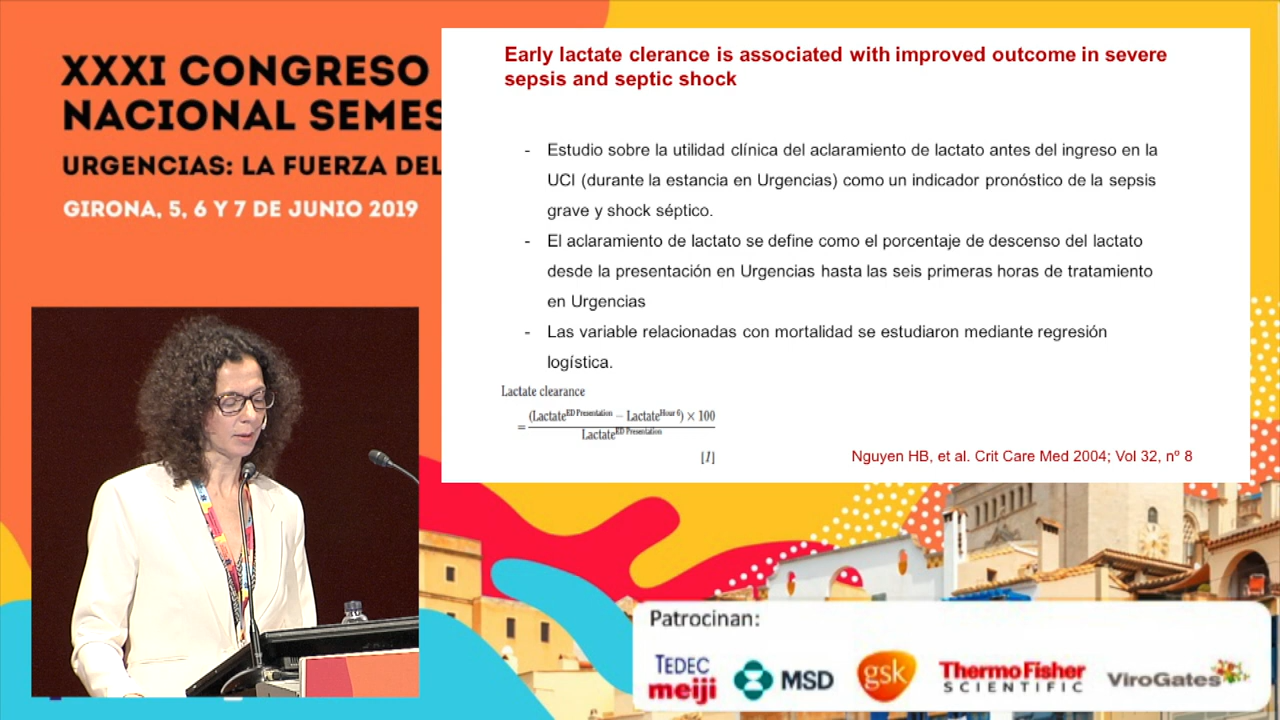 XXXI CONGRESO
NACIONAL SEMES
URGENCIAS: LA FUERZA DEL
GIRONA, 5, 6 Y 7 DE JUNIO 2019
Early lactate clerance is associated with improved outcome in severe
sepsis and septic shock
- Estudio sobre la utilidad clínica del aclaramiento de lactato antes del ingreso en la
UCI (durante la estancia en Urgencias) como un indicador pronóstico de la sepsis
grave y shock séptico.
- El aclaramiento de lactato se define como el porcentaje de descenso del lactato
desde la presentación en Urgencias hasta las seis primeras horas de tratamiento
en Urgencias
- Las variable relacionadas con mortalidad se estudiaron mediante regresión
logística.
Lactate clearance
(Lactate^ED Presentation − Lactate^Hour 6) × 100
=
Lactate^ED Presentation
[1]
Nguyen HB, et al. Crit Care Med 2004; Vol 32, nº 8
Patrocinan:
TEDEC
meiji
MSD
gsk
ThermoFisher
SCIENTIFIC
ViroGates